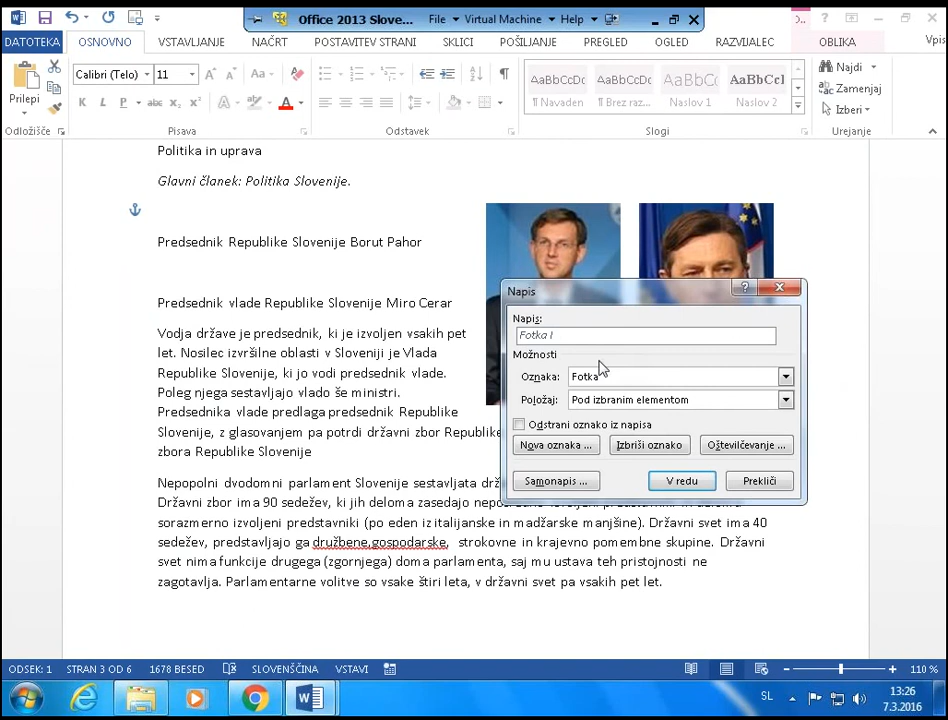 Office 2013 Slove...
File
Virtual Machine
Help
DATOTEKA
OSNOVNO
VSTAVLJANJE
NAČRT
POSTAVITEV STRANI
SKLICI
POŠILJANJE
PREGLED
OGLED
RAZVIJALEC
OBLIKA
Vpis
Prilepi
Calibri (Telo)
11
AaBbCcDc
¶ Navaden
AaBbCcDc
¶ Brez raz...
AaBbCc
Naslov 1
AaBbCcD
Naslov 2
Najdi
Zamenjaj
Izberi
Odložišče
Pisava
Odstavek
Slogi
Urejanje
Politika in uprava
Glavni članek: Politika Slovenije.
Predsednik Republike Slovenije Borut Pahor
Predsednik vlade Republike Slovenije Miro Cerar
Vodja države je predsednik, ki je izvoljen vsakih pet
let. Nosilec izvršilne oblasti v Sloveniji je Vlada
Republike Slovenije, ki jo vodi predsednik vlade.
Poleg njega sestavljajo vlado še ministri.
Predsednika vlade predlaga predsednik Republike
Slovenije, z glasovanjem pa potrdi državni zbor Republike
zbora Republike Slovenije
Nepopolni dvodomni parlament Slovenije sestavljata
Državni zbor ima 90 sedežev, ki jih deloma zasedajo
sorazmerno izvoljeni predstavniki (po eden iz italijanske in madžarske manjšine). Državni svet ima 40
sedežev, predstavljajo ga družbene,gospodarske, strokovne in krajevno pomembne skupine. Državni
svet nima funkcije drugega (zgornjega) doma parlamenta, saj mu ustava teh pristojnosti ne
zagotavlja. Parlamentarne volitve so vsake štiri leta, v državni svet pa vsakih pet let.
Napis
Napis:
Fotka 1
Možnosti
Oznaka: Fotka
Položaj: Pod izbranim elementom
Odstrani oznako iz napisa
Nova oznaka ...
Izbriši oznako
Oštevilčevanje ...
Samonapis ...
V redu
Prekliči
ODSEK: 1
STRAN 3 OD 6
1678 BESED
SLOVENŠČINA
VSTAVI
110 %
SL
13:26
7.3.2016